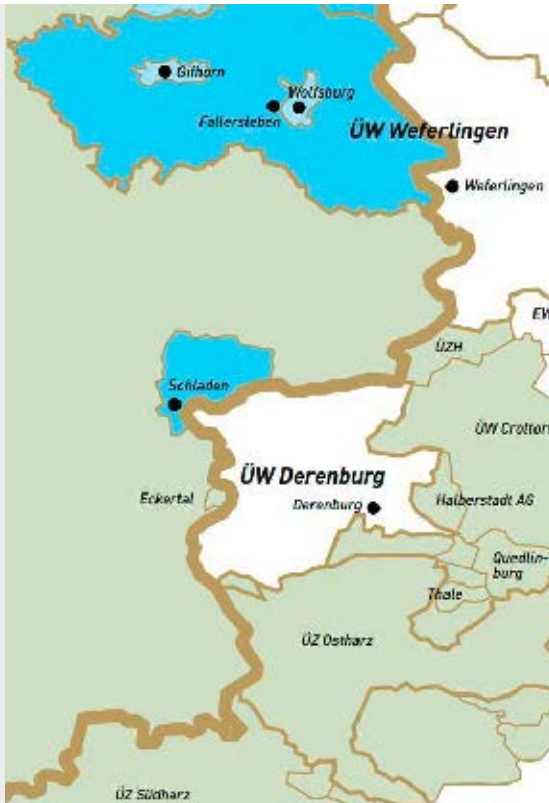 Gifhorn
Wolfsburg
Fallersleben
ÜW Weferlingen
Weferlingen
EW
ÜZH
Schladen
ÜW Crottor
ÜW Derenburg
Eckertal
Derenburg
Halberstadt AG
Quedlin-
burg
Thale
ÜZ Ostharz
ÜZ Südharz